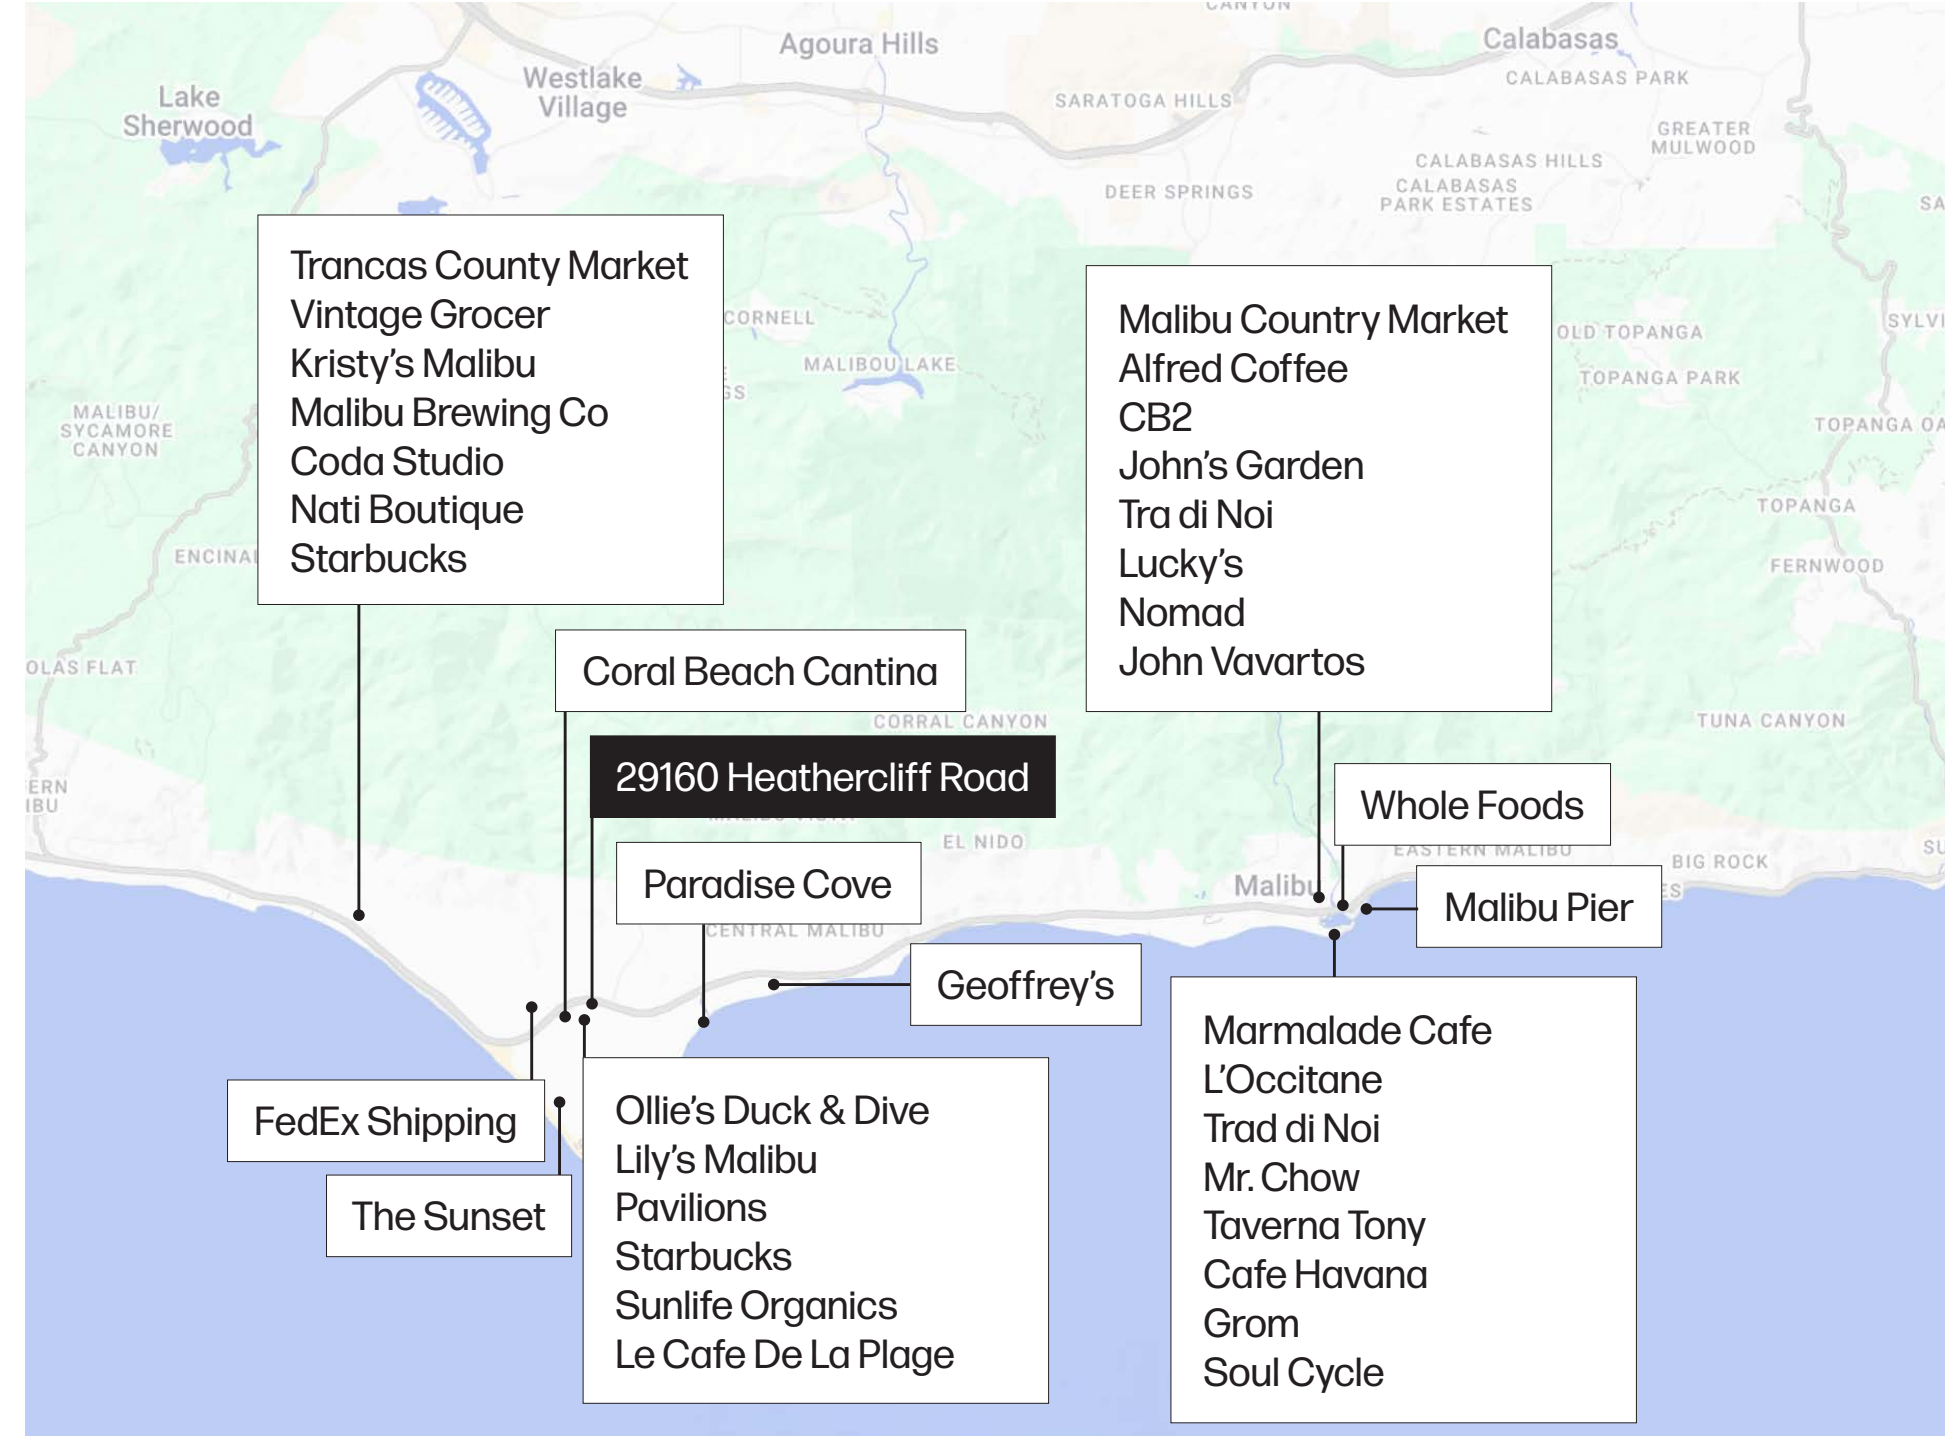 CANYON
Agoura Hills
Calabasas
Westlake
Village
CALABASAS PARK
Lake
Sherwood
SARATOGA HILLS
GREATER
MULWOOD
CALABASAS HILLS
DEER SPRINGS
CALABASAS
PARK ESTATES
Trancas County Market
Vintage Grocer
Kristy's Malibu
Malibu Brewing Co
Coda Studio
Nati Boutique
Starbucks
Malibu Country Market
Alfred Coffee
CB2
John's Garden
Tra di Noi
Lucky's
Nomad
John Vavartos
CORNELL
MALIBOU LAKE
OLD TOPANGA
TOPANGA PARK
MALIBU/
SYCAMORE
CANYON
TOPANGA
FERNWOOD
OLAS FLAT
Coral Beach Cantina
CORRAL CANYON
TUNA CANYON
29160 Heathercliff Road
Whole Foods
EL NIDO
EASTERN MALIBU
BIG ROCK
Paradise Cove
Malibu
Malibu Pier
CENTRAL MALIBU
Geoffrey's
FedEx Shipping
The Sunset
Ollie's Duck & Dive
Lily's Malibu
Pavilions
Starbucks
Sunlife Organics
Le Cafe De La Plage
Marmalade Cafe
L'Occitane
Trad di Noi
Mr. Chow
Taverna Tony
Cafe Havana
Grom
Soul Cycle